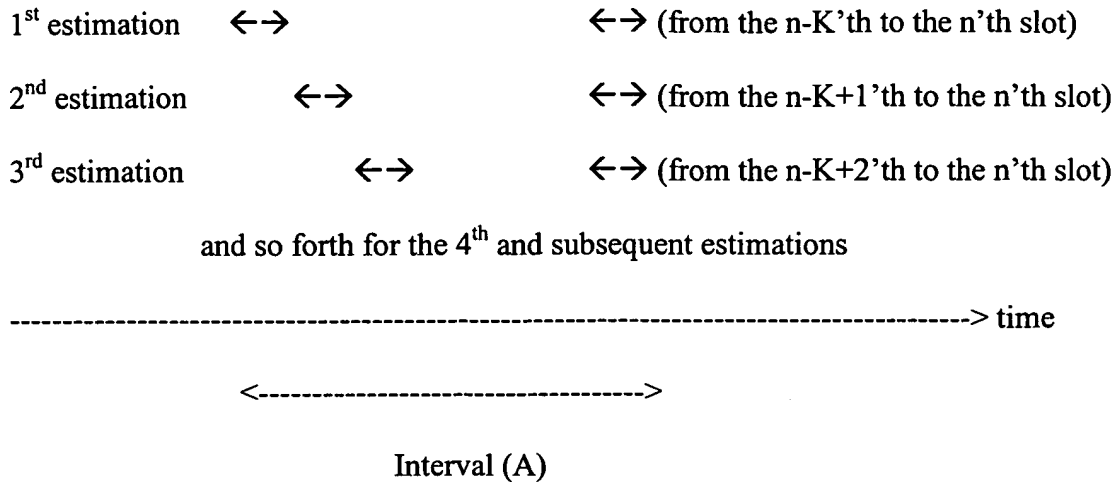 1st estimation ←→ ←→ (from the n-K’th to the n’th slot)
2nd estimation ←→ ←→ (from the n-K+1’th to the n’th slot)
3rd estimation ←→ ←→ (from the n-K+2’th to the n’th slot)
and so forth for the 4th and subsequent estimations
--------------------------------------------------------------------------------------------> time
<---------------------------------------->
Interval (A)